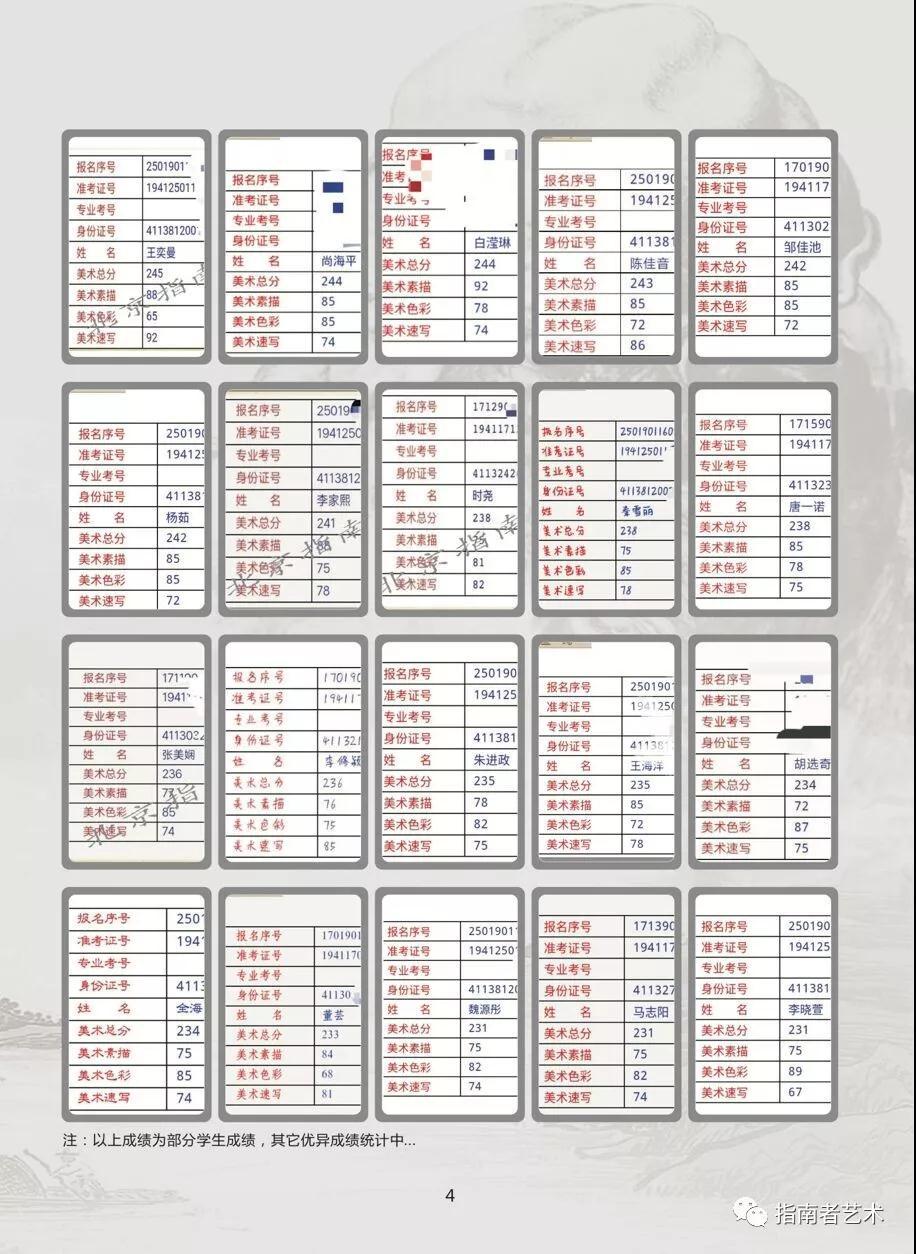 报名序号 2501901
准考证号 194125011
专业考号
身份证号 411381200
姓 名 王奕曼
美术总分 245
美术素描 88
美术色彩 65
美术速写 92
北京指南
报名序号
准考证号
专业考号
身份证号
姓 名 尚海平
美术总分 244
美术素描 85
美术色彩 85
美术速写 74
报名序号
准考
专业考号
身份证号
姓 名 白滢琳
美术总分 244
美术素描 92
美术色彩 78
美术速写 74
报名序号 250190
准考证号 194125
专业考号
身份证号 411381
姓 名 陈佳音
美术总分 243
美术素描 85
美术色彩 72
美术速写 86
报名序号 170190
准考证号 194117
专业考号
身份证号 411302
姓 名 邹佳池
美术总分 242
美术素描 85
美术色彩 85
美术速写 72
报名序号 250190
准考证号 194125
专业考号
身份证号 411381
姓 名 杨茹
美术总分 242
美术素描 85
美术色彩 85
美术速写 72
报名序号 25019
准考证号 1941250
专业考号
身份证号 4113812
姓 名 李家熙
美术总分 241
美术素描
美术色彩 75
美术速写 78
北京指南
报名序号 17129
准考证号 1941171
专业考号
身份证号 41132420
姓 名 时尧
美术总分 238
美术素描
美术色彩 81
美术速写 82
北京指南
报名序号 2501901160
准考证号 194125011
专业考号
身份证号 411381200
姓 名 秦雪丽
美术总分 238
美术素描 75
美术色彩 85
美术速写 78
报名序号 171590
准考证号 194117
专业考号
身份证号 411323
姓 名 唐一诺
美术总分 238
美术素描 85
美术色彩 78
美术速写 75
报名序号 1711
准考证号 1941
专业考号
身份证号 4113032
姓 名 张美娴
美术总分 236
美术素描 77
美术色彩 85
美术速写 74
北京指
报名序号 170190
准考证号 194117
专业考号
身份证号 411321
姓 名 李修颖
美术总分 236
美术素描 76
美术色彩 75
美术速写 85
报名序号 250190
准考证号 194125
专业考号
身份证号 411381
姓 名 朱进政
美术总分 235
美术素描 78
美术色彩 82
美术速写 75
报名序号 2501901
准考证号 1941250
专业考号
身份证号 411381
姓 名 王海洋
美术总分 235
美术素描 85
美术色彩 72
美术速写 78
报名序号
准考证号
专业考号
身份证号
姓 名 胡选奇
美术总分 234
美术素描 72
美术色彩 87
美术速写 75
报名序号 2501
准考证号 194
专业考号
身份证号 4113
姓 名 金海
美术总分 234
美术素描 75
美术色彩 85
美术速写 74
报名序号 1701901
准考证号 1941170
专业考号
身份证号 41130
姓 名 董芸
美术总分 233
美术素描 84
美术色彩 68
美术速写 81
报名序号 2501901
准考证号 19412501
专业考号
身份证号 41138120
姓 名 魏源彤
美术总分 231
美术素描 75
美术色彩 82
美术速写 74
报名序号 171390
准考证号 194117
专业考号
身份证号 411327
姓 名 马志阳
美术总分 231
美术素描 75
美术色彩 82
美术速写 74
报名序号 250190
准考证号 194125
专业考号
身份证号 411381
姓 名 李晓萱
美术总分 231
美术素描 75
美术色彩 89
美术速写 67
注：以上成绩为部分学生成绩，其它优异成绩统计中...
4
指南者艺术